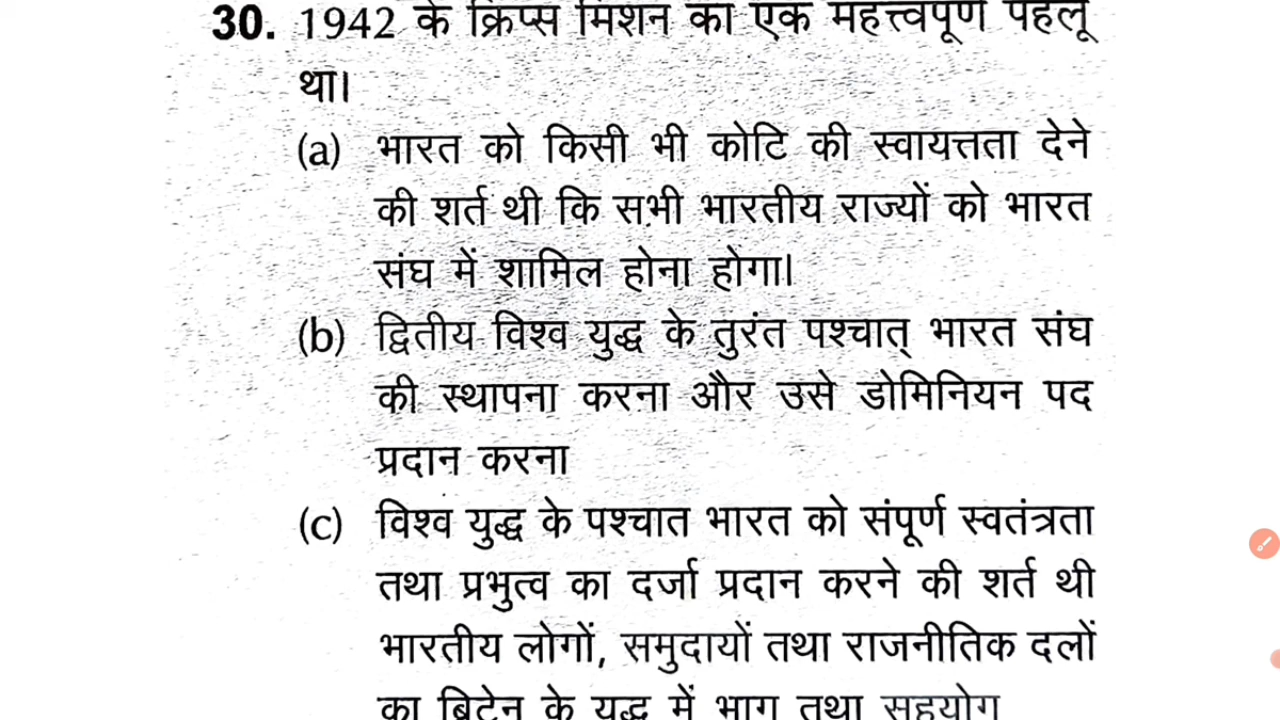 30. 1942 के क्रिप्स मिशन का एक महत्त्वपूर्ण पहलू
था।
(a) भारत को किसी भी कोटि की स्वायत्तता देने
की शर्त थी कि सभी भारतीय राज्यों को भारत
संघ में शामिल होना होगा।
(b) द्वितीय विश्व युद्ध के तुरंत पश्चात् भारत संघ
की स्थापना करना और उसे डोमिनियन पद
प्रदान करना
(c) विश्व युद्ध के पश्चात भारत को संपूर्ण स्वतंत्रता
तथा प्रभुत्व का दर्जा प्रदान करने की शर्त थी
भारतीय लोगों, समुदायों तथा राजनीतिक दलों
का ब्रिटेन के युद्ध में भाग तथा सहयोग